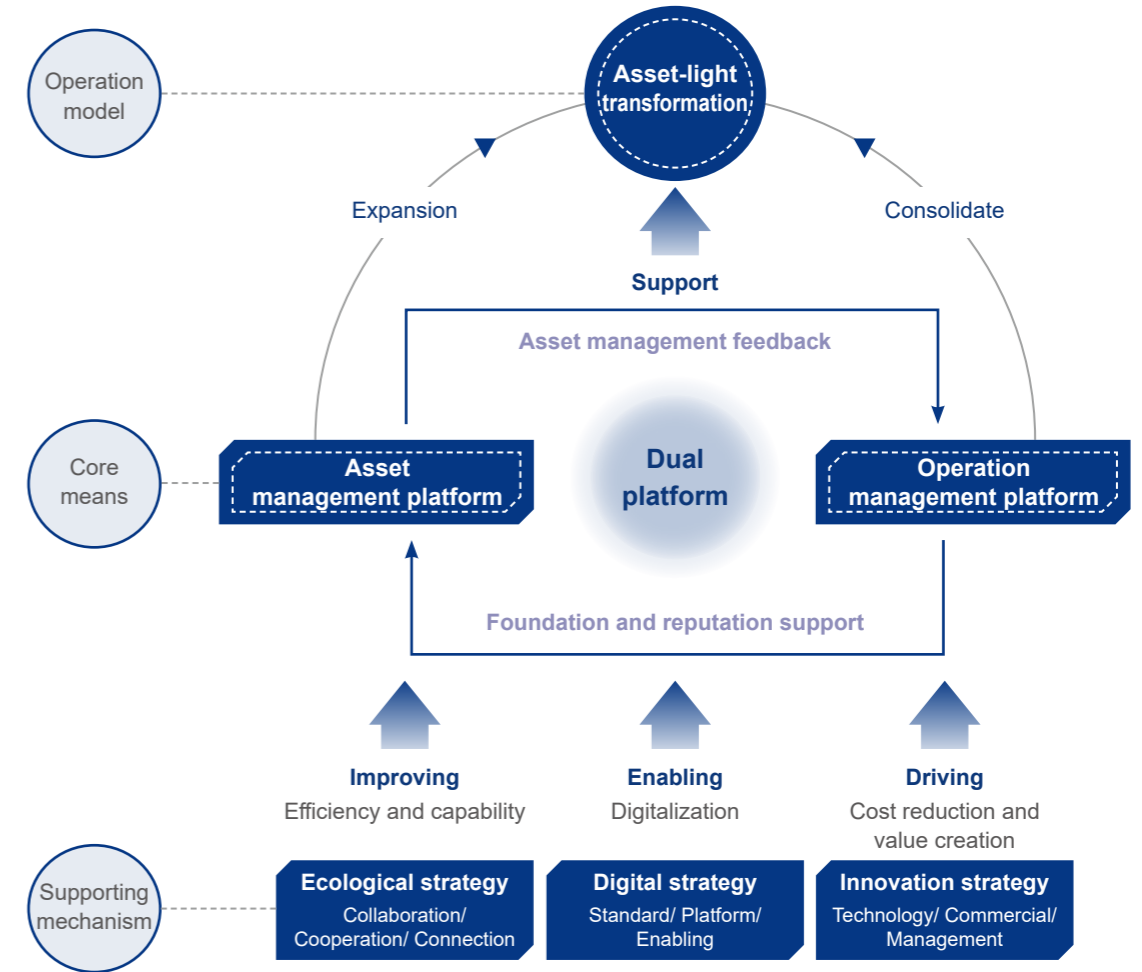 Operation
model
Asset-light
transformation
Expansion
Consolidate
Support
Asset management feedback
Core
means
Asset
management platform
Dual
platform
Operation
management platform
Foundation and reputation support
Improving
Efficiency and capability
Enabling
Digitalization
Driving
Cost reduction and
value creation
Supporting
mechanism
Ecological strategy
Collaboration/
Cooperation/ Connection
Digital strategy
Standard/ Platform/
Enabling
Innovation strategy
Technology/ Commercial/
Management